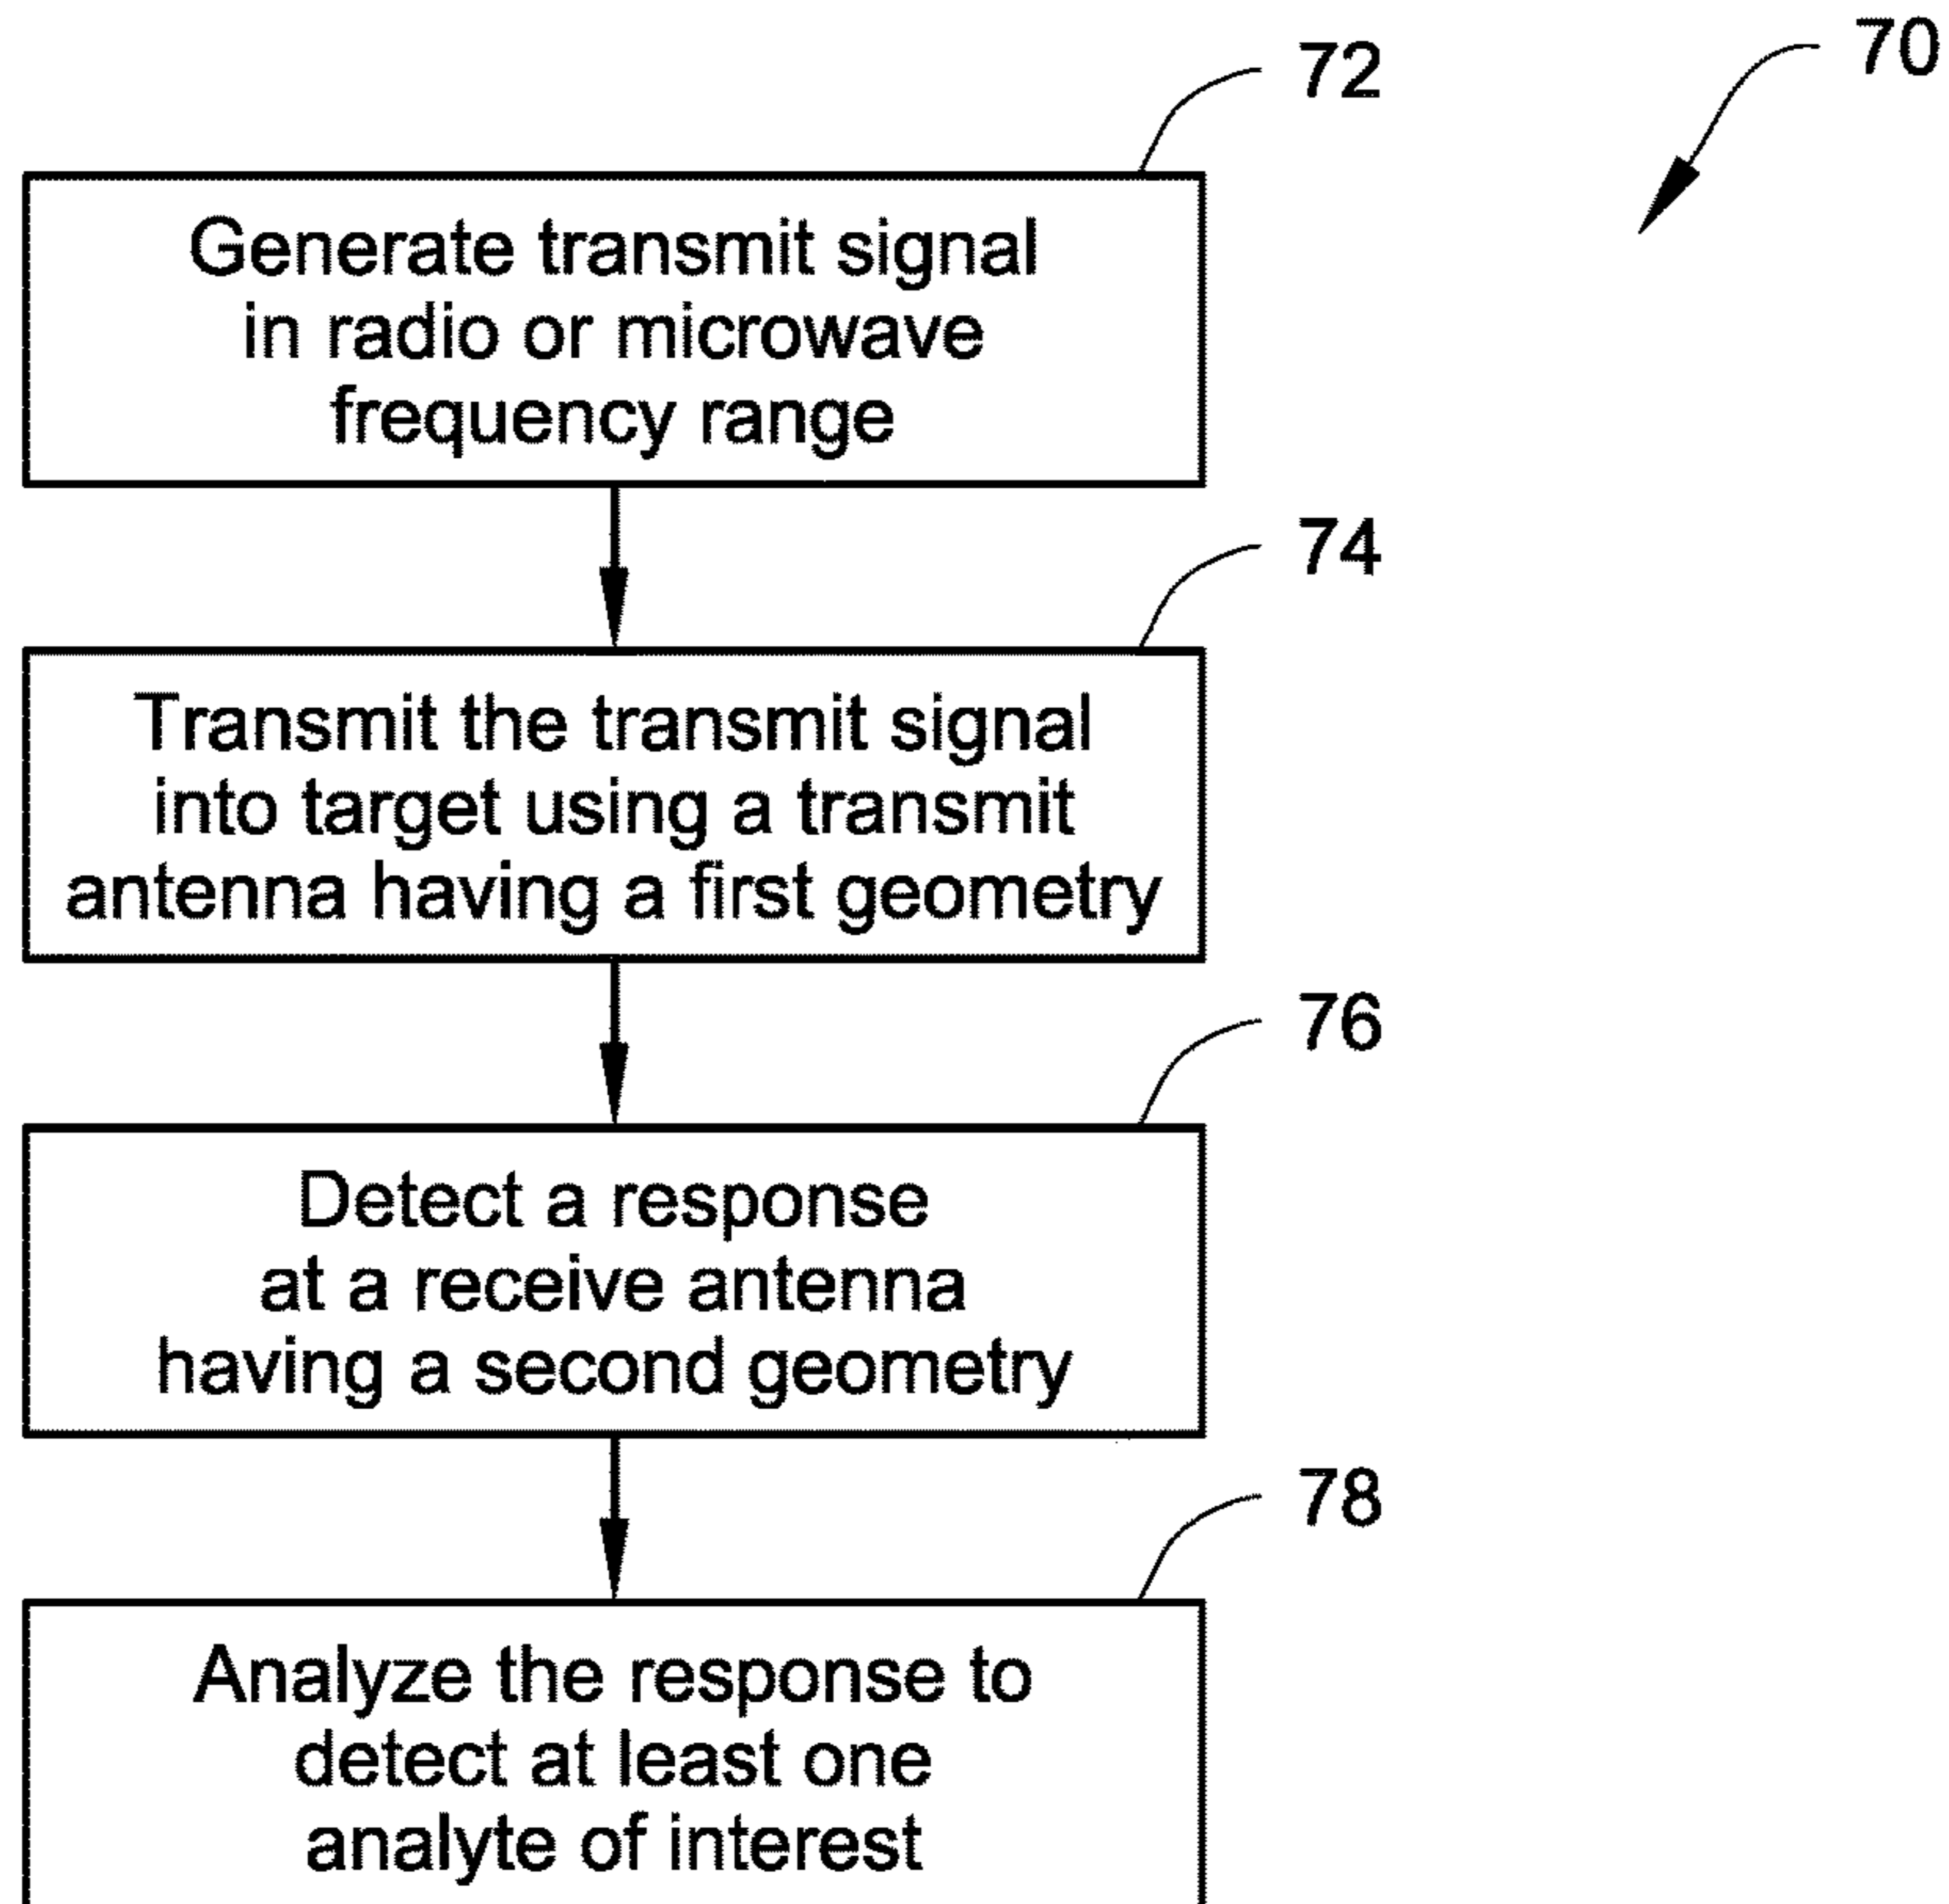 70
72
Generate transmit signal
in radio or microwave
frequency range
74
Transmit the transmit signal
into target using a transmit
antenna having a first geometry
76
Detect a response
at a receive antenna
having a second geometry
78
Analyze the response to
detect at least one
analyte of interest